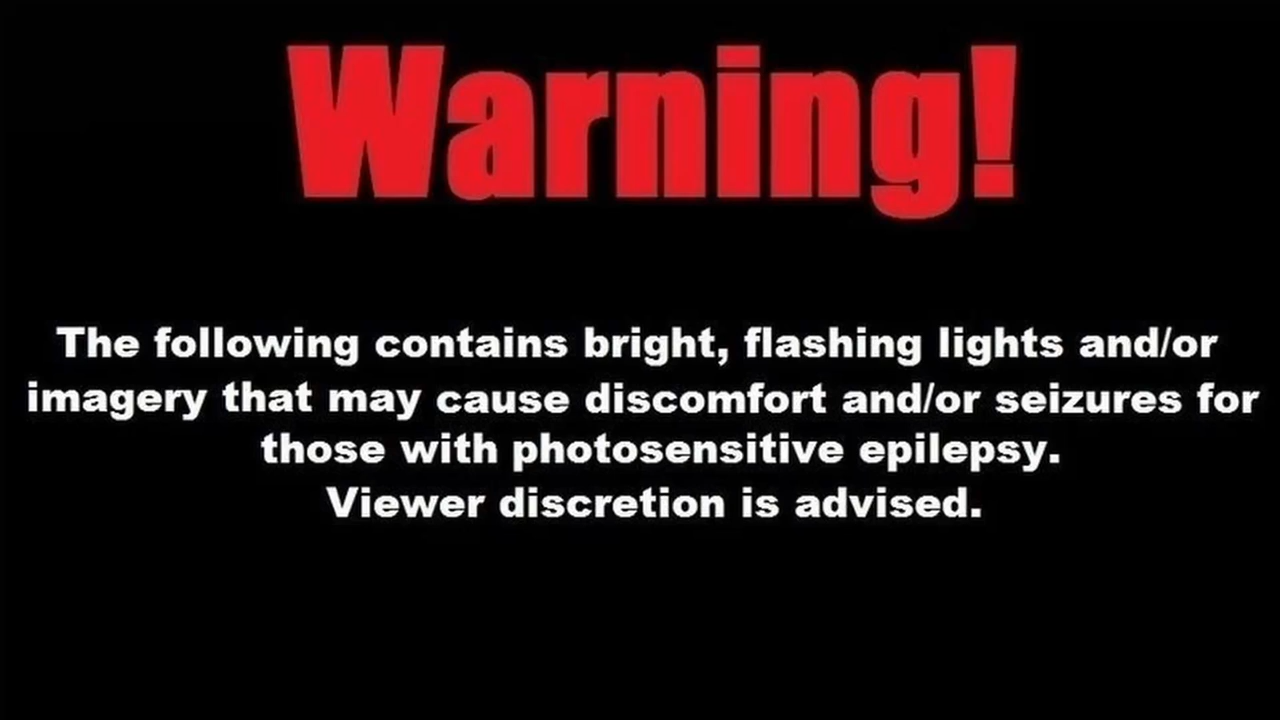 Warning!
The following contains bright, flashing lights and/or
imagery that may cause discomfort and/or seizures for
those with photosensitive epilepsy.
Viewer discretion is advised.